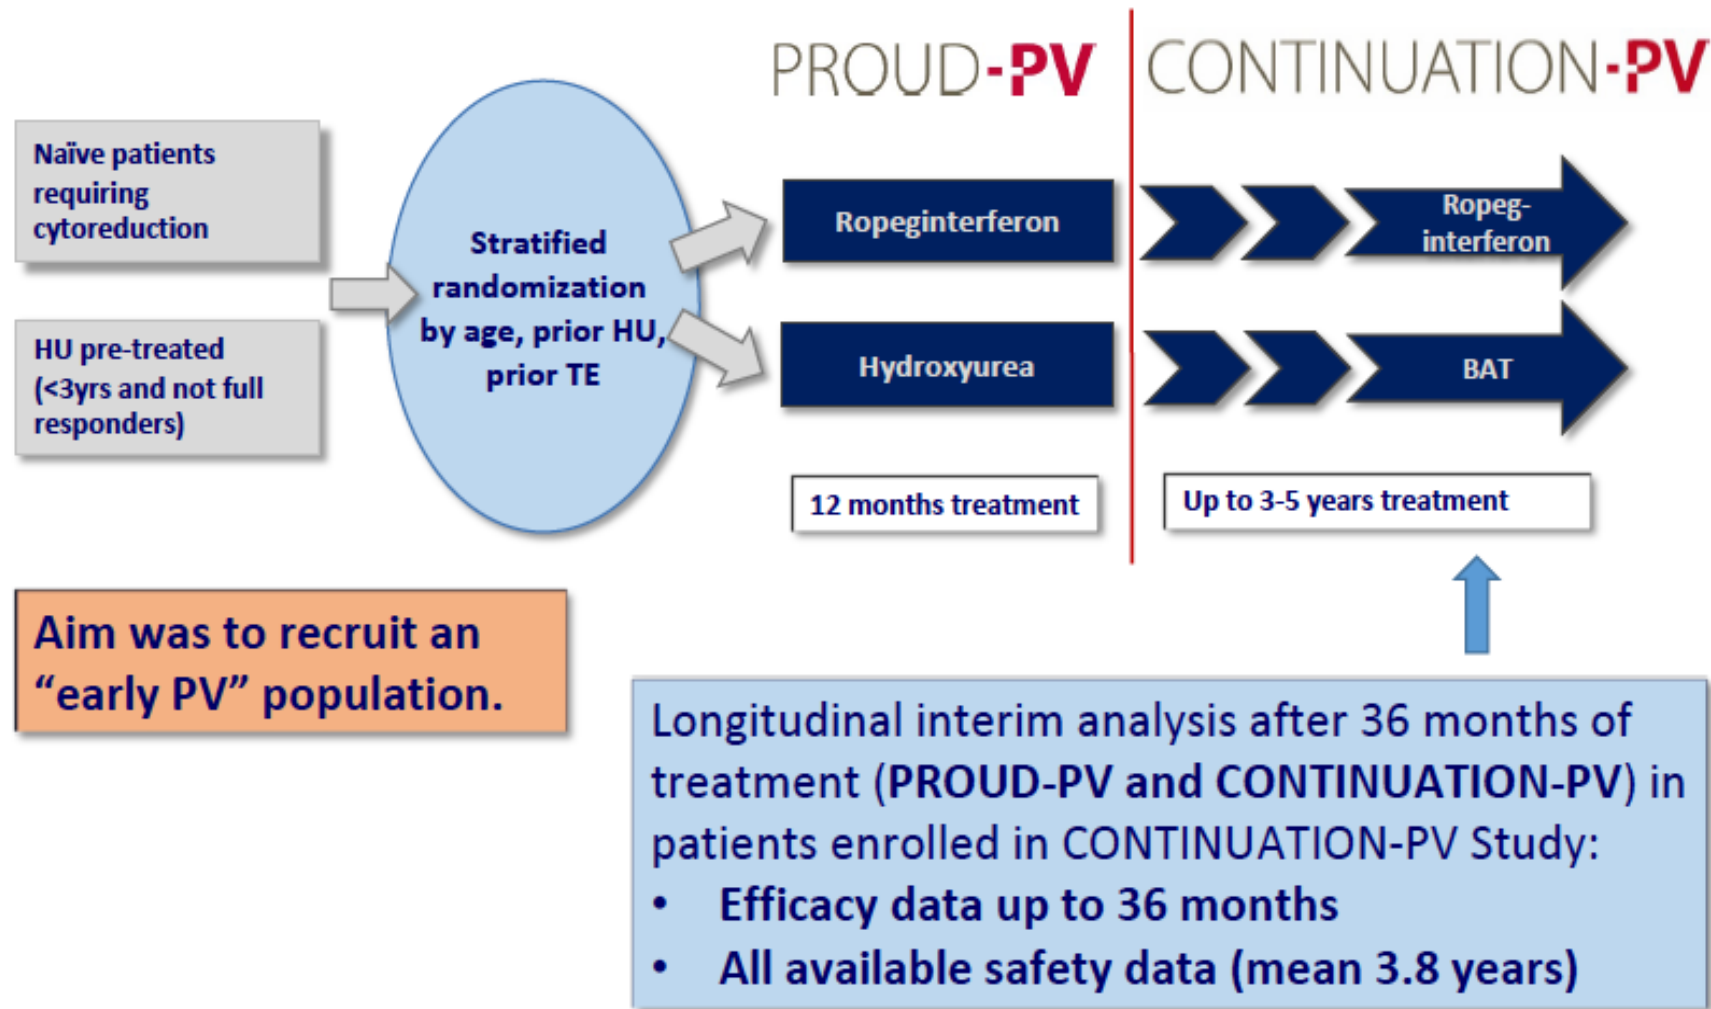 PROUD-PV
CONTINUATION-PV
Naïve patients
requiring
cytoreduction
HU pre-treated
(<3yrs and not full
responders)
Stratified
randomization
by age, prior HU,
prior TE
Ropeginterferon
Hydroxyurea
Ropeg-
interferon
BAT
12 months treatment
Up to 3-5 years treatment
Aim was to recruit an
“early PV” population.
Longitudinal interim analysis after 36 months of
treatment (PROUD-PV and CONTINUATION-PV) in
patients enrolled in CONTINUATION-PV Study:
• Efficacy data up to 36 months
• All available safety data (mean 3.8 years)